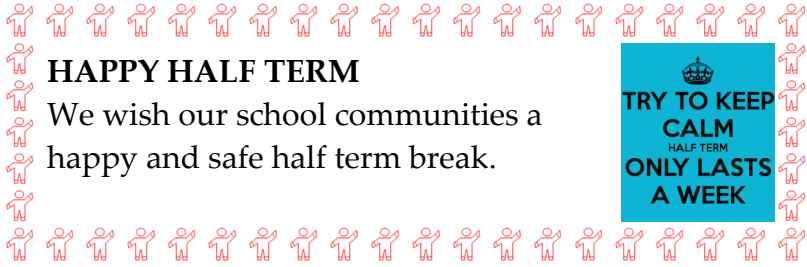 HAPPY HALF TERM
We wish our school communities a
happy and safe half term break.
TRY TO KEEP
CALM
HALF TERM
ONLY LASTS
A WEEK